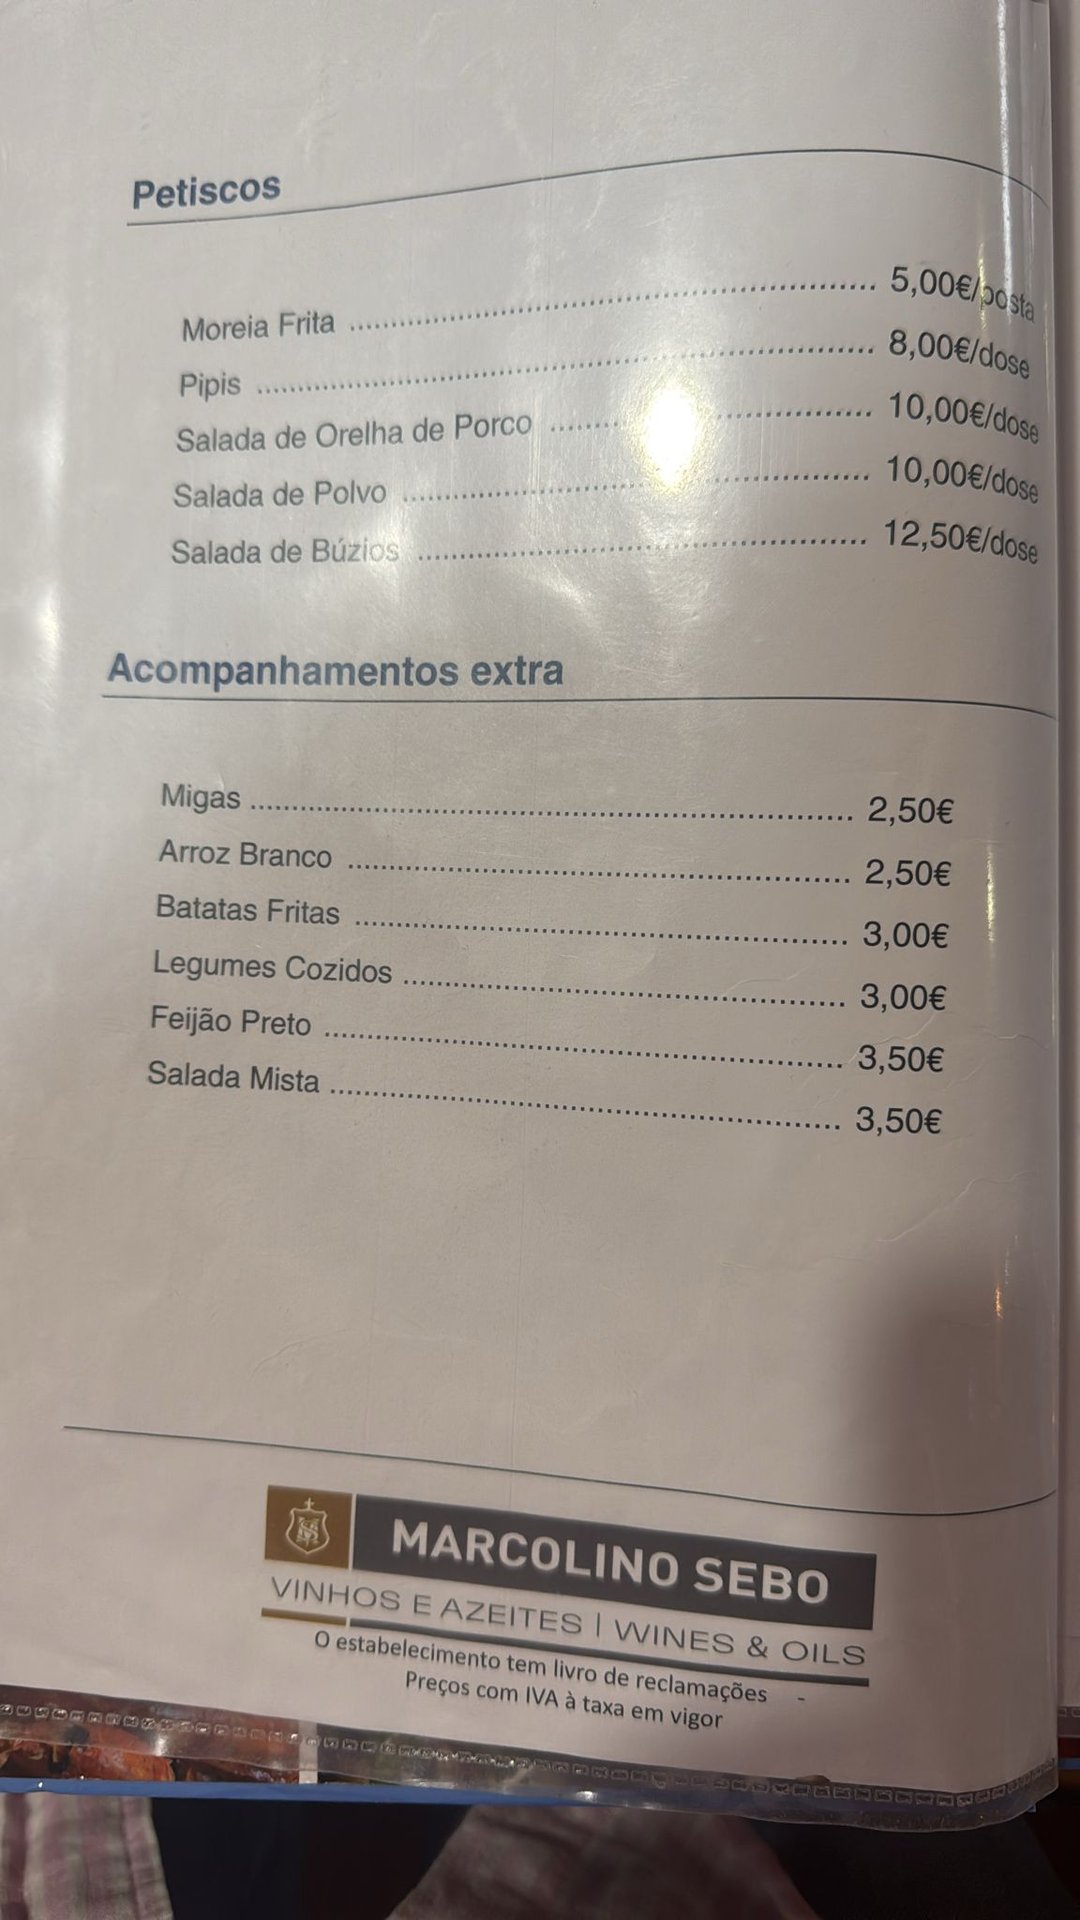 Petiscos
Moreia Frita ........................ 5,00€/posta
Pipis ........................ 8,00€/dose
Salada de Orelha de Porco ........................ 10,00€/dose
Salada de Polvo ........................ 10,00€/dose
Salada de Búzios ........................ 12,50€/dose
Acompanhamentos extra
Migas ........................ 2,50€
Arroz Branco ........................ 2,50€
Batatas Fritas ........................ 3,00€
Legumes Cozidos ........................ 3,00€
Feijão Preto ........................ 3,50€
Salada Mista ........................ 3,50€
MARCOLINO SEBO
VINHOS E AZEITES | WINES & OILS
O estabelecimento tem livro de reclamações -
Preços com IVA à taxa em vigor